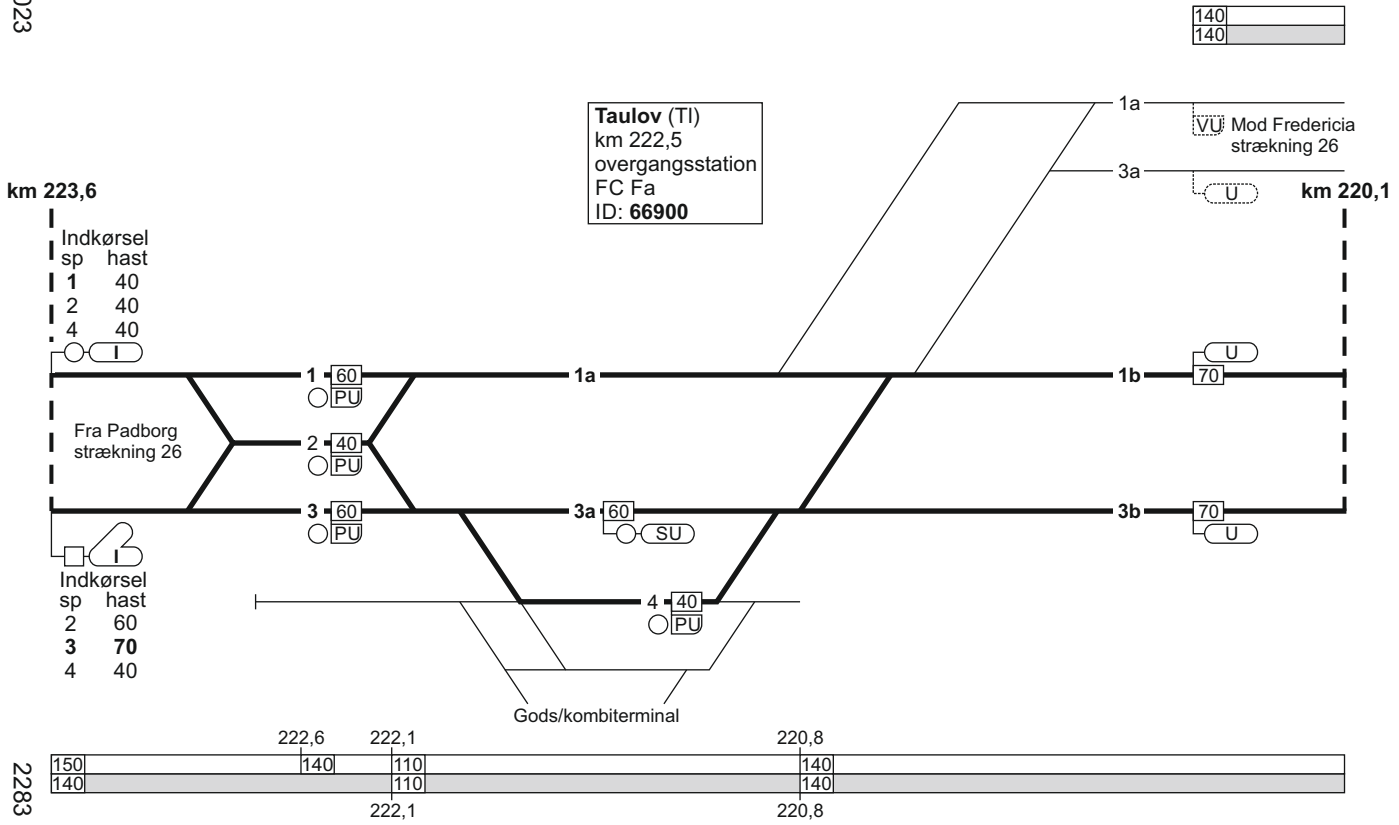 023
140
140
Taulov (Tl)
km 222,5
overgangsstation
FC Fa
ID: 66900
1a
VU Mod Fredericia
strækning 26
3a
U
km 223,6
km 220,1
Indkørsel
sp hast
1 40
2 40
4 40
I
U
1 60 1a 1b 70
PU
Fra Padborg
strækning 26
2 40
PU
3 60 3a 60 3b 70
PU SU U
I
Indkørsel
sp hast
2 60
3 70
4 40
4 40
PU
Gods/kombiterminal
222,6 222,1 220,8
150 140 110 140
140 110 140
222,1 220,8
2283